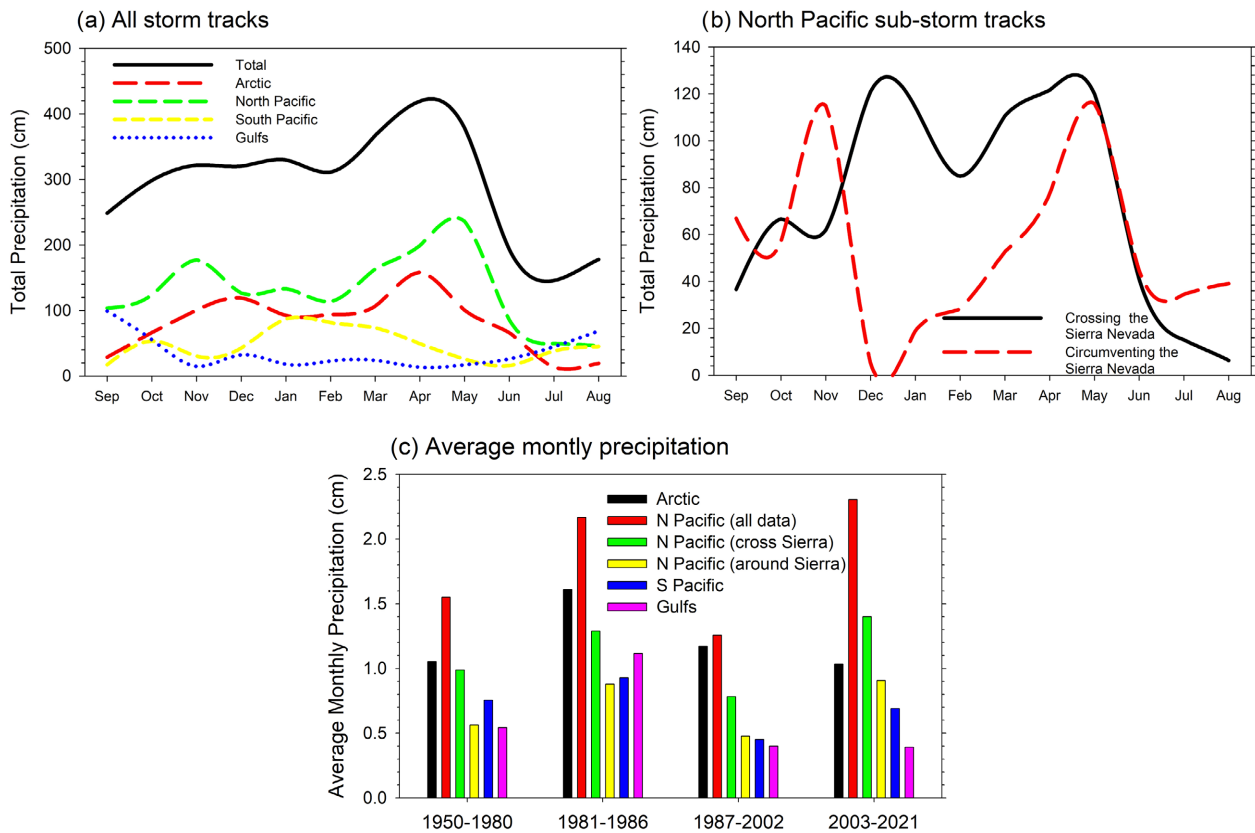 (a) All storm tracks
500
400
300
200
100
0
Total Precipitation (cm)
Total
Arctic
North Pacific
South Pacific
Gulfs
Sep Oct Nov Dec Jan Feb Mar Apr May Jun Jul Aug
(b) North Pacific sub-storm tracks
140
120
100
80
60
40
20
0
Total Precipitation (cm)
Crossing the
Sierra Nevada
Circumventing the
Sierra Nevada
Sep Oct Nov Dec Jan Feb Mar Apr May Jun Jul Aug
(c) Average montly precipitation
2.5
2.0
1.5
1.0
0.5
0.0
Average Monthly Precipitation (cm)
Arctic
N Pacific (all data)
N Pacific (cross Sierra)
N Pacific (around Sierra)
S Pacific
Gulfs
1950-1980 1981-1986 1987-2002 2003-2021